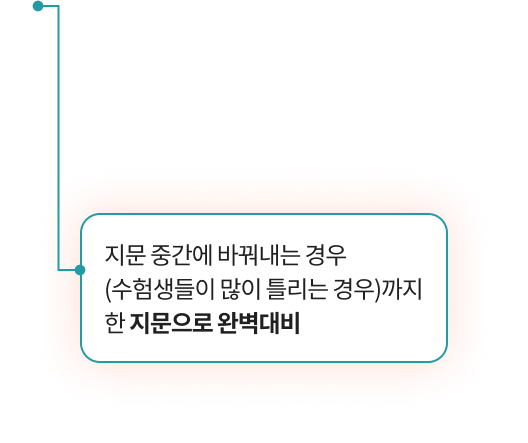 지문 중간에 바꿔내는 경우
(수험생들이 많이 틀리는 경우)까지
한 지문으로 완벽대비